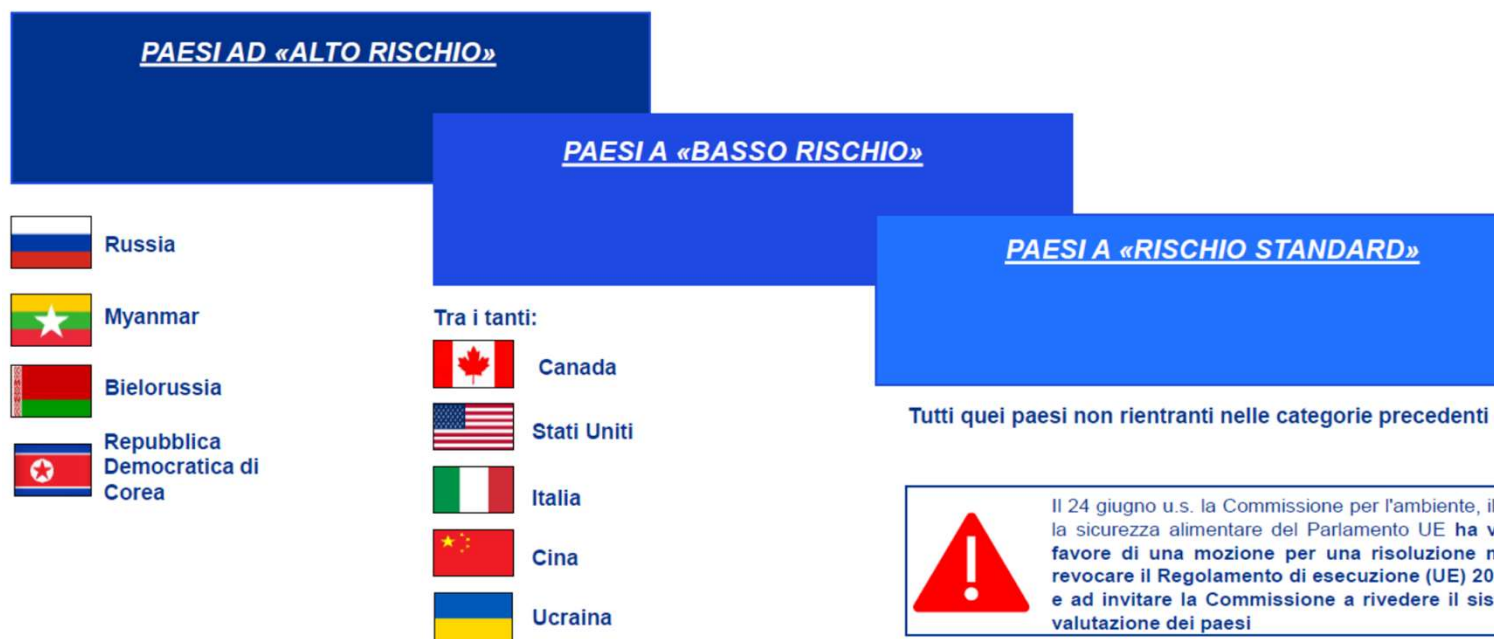 PAESI AD «ALTO RISCHIO»
PAESI A «BASSO RISCHIO»
PAESI A «RISCHIO STANDARD»
Russia
Myanmar
Bielorussia
Repubblica
Democratica di
Corea
Tra i tanti:
Canada
Stati Uniti
Italia
Cina
Ucraina
Tutti quei paesi non rientranti nelle categorie precedenti
Il 24 giugno u.s. la Commissione per l'ambiente, il
la sicurezza alimentare del Parlamento UE ha
favore di una mozione per una risoluzione
revocare il Regolamento di esecuzione (UE)
e ad invitare la Commissione a rivedere il
valutazione dei paesi